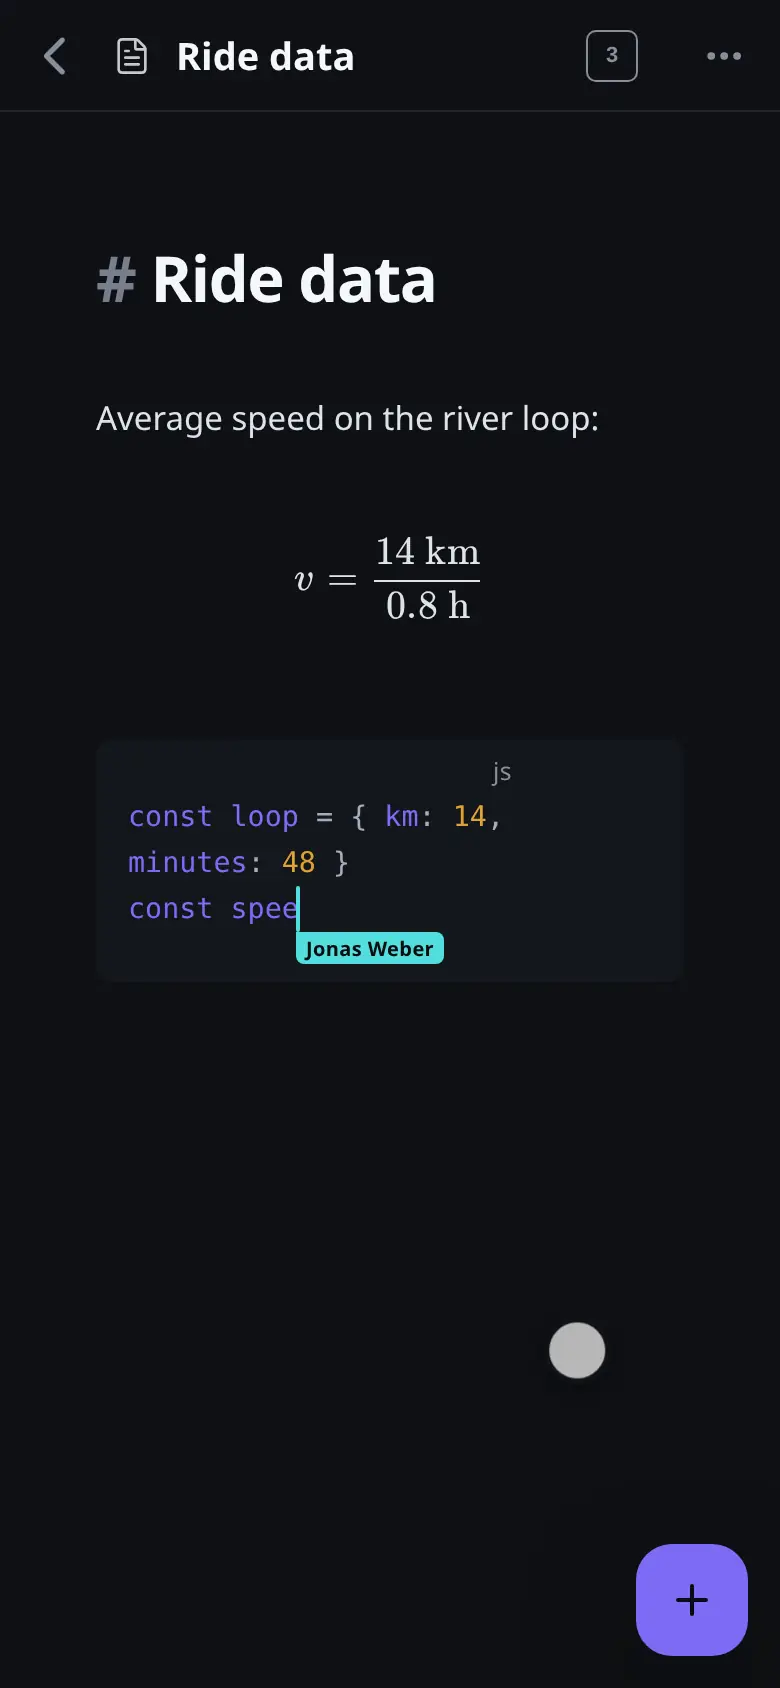 Ride data
3
# Ride data
Average speed on the river loop:
v = 14 km / 0.8 h
js
const loop = { km: 14,
minutes: 48 }
const spee
Jonas Weber